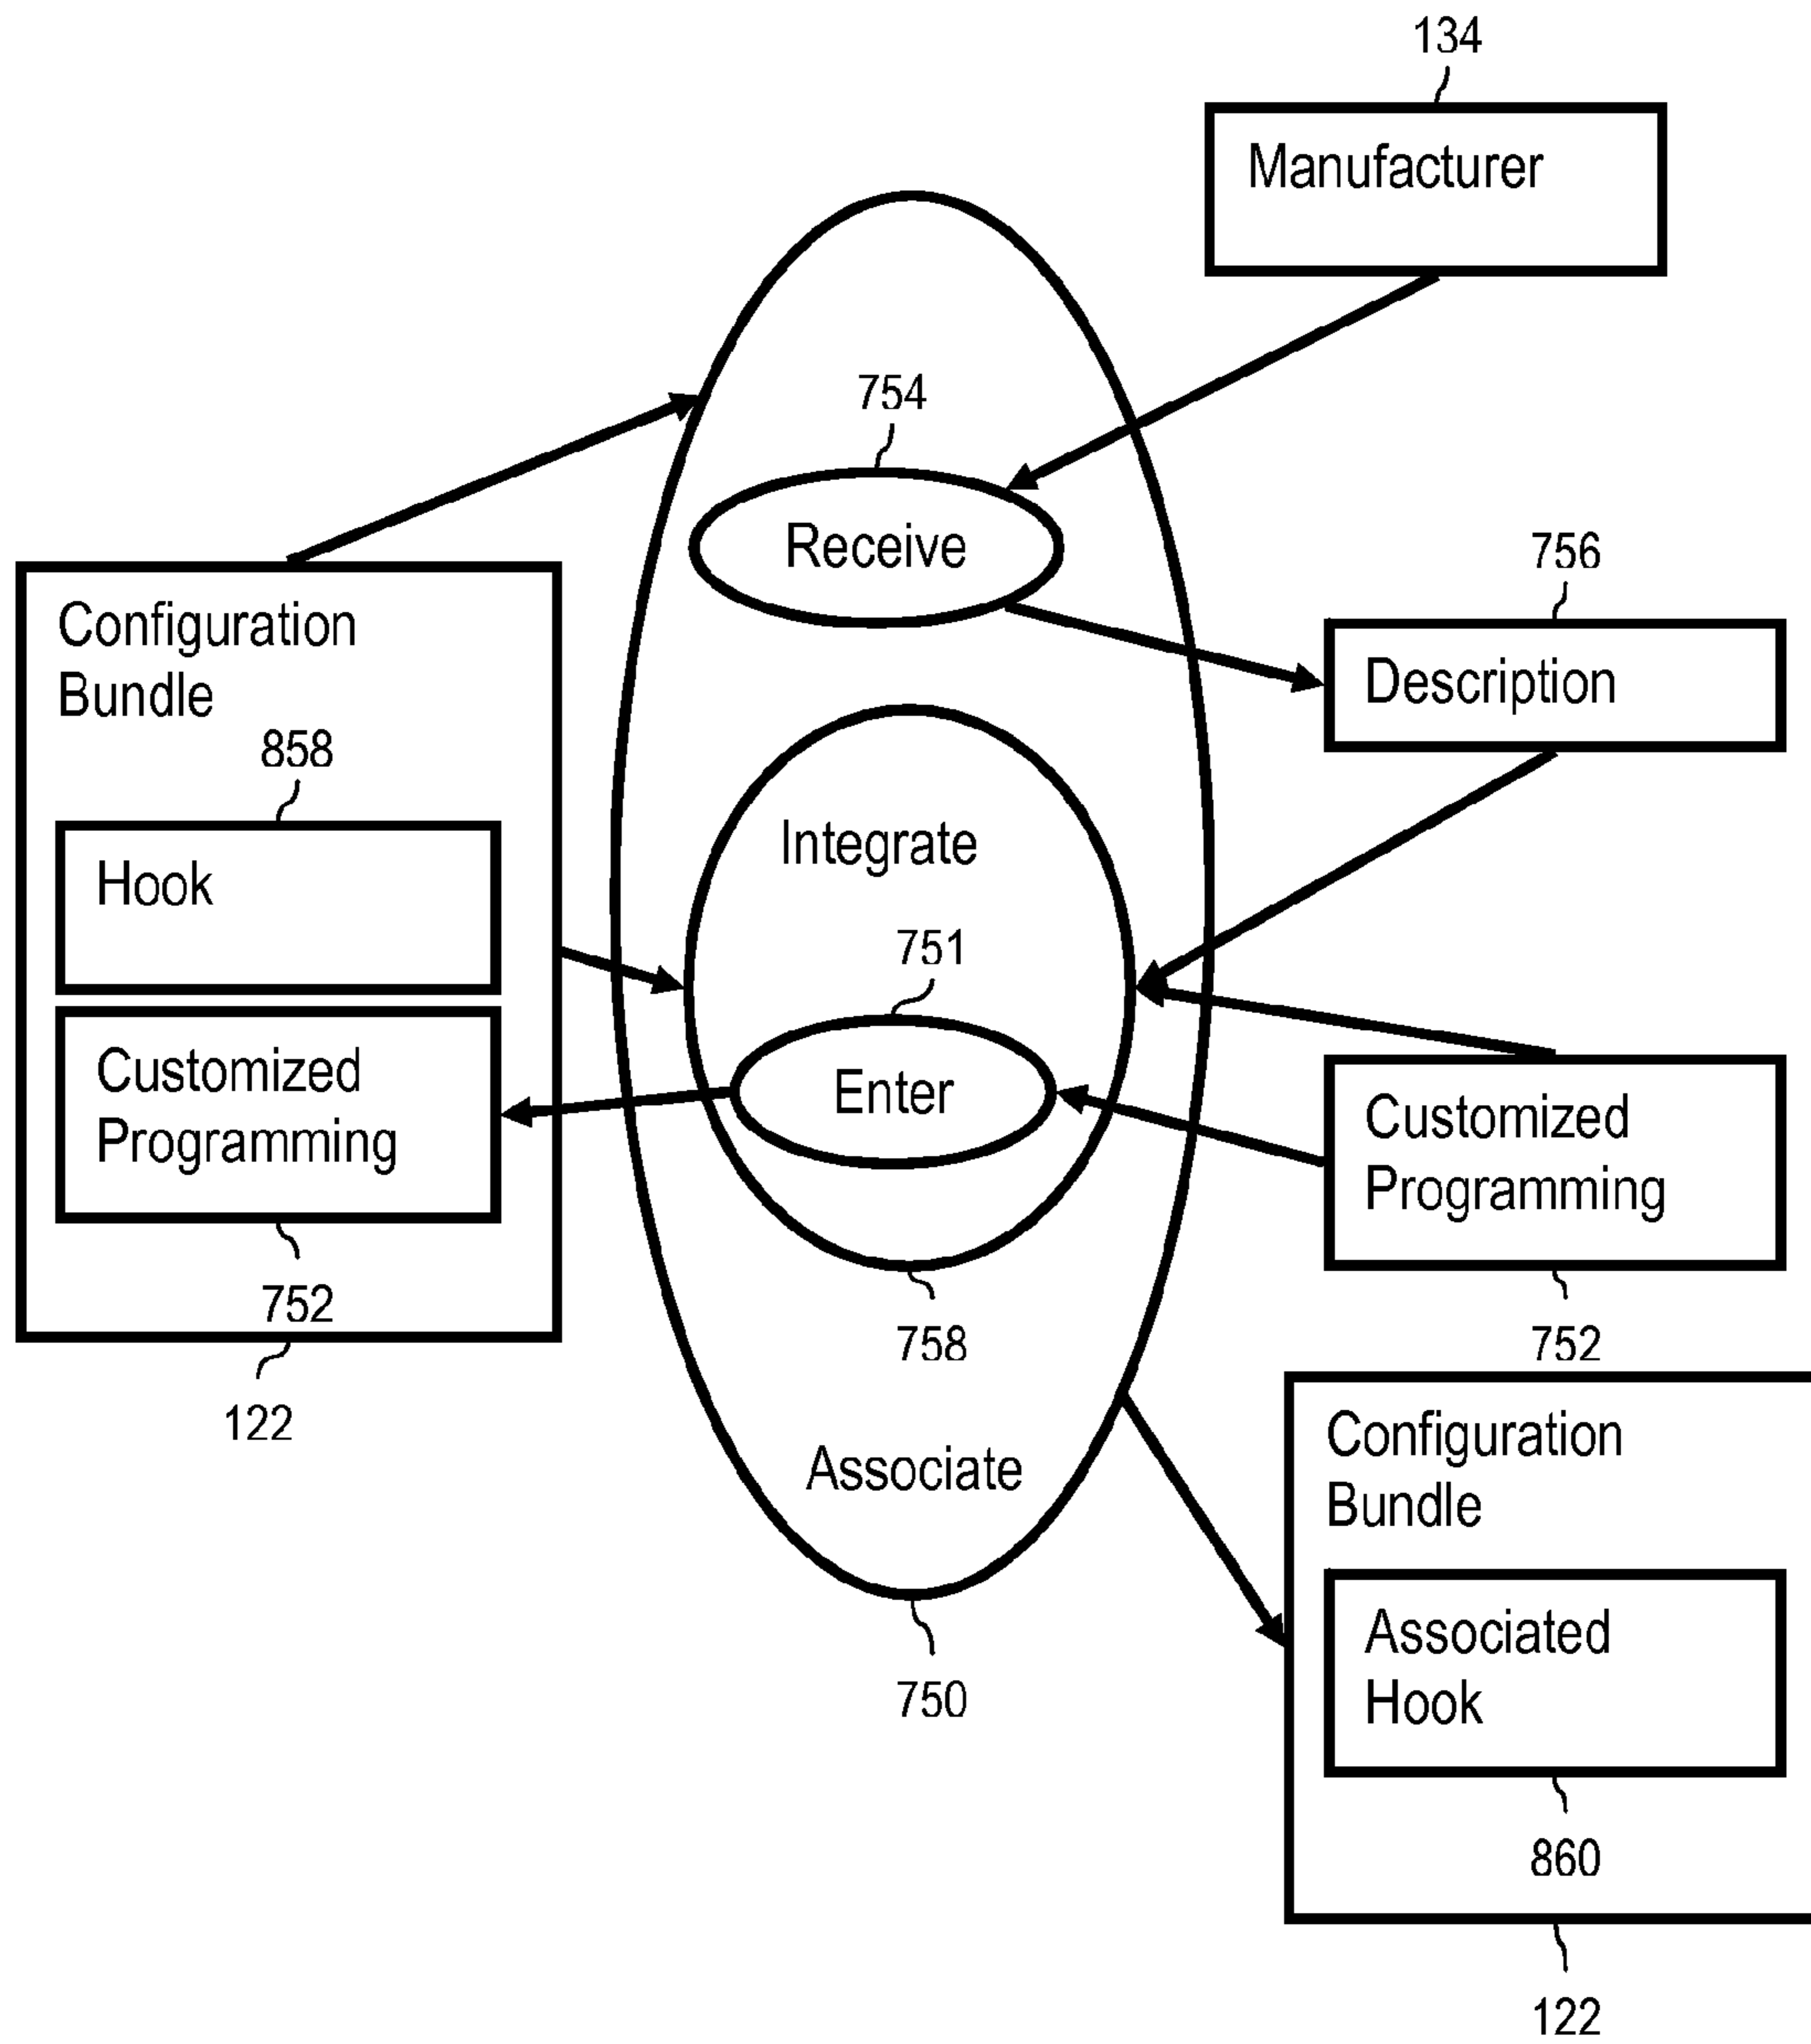 134
Manufacturer
754
Receive
756
Description
Configuration
Bundle
858
Hook
Customized
Programming
752
122
Integrate
751
Enter
758
Associate
750
Customized
Programming
752
Configuration
Bundle
Associated
Hook
860
122